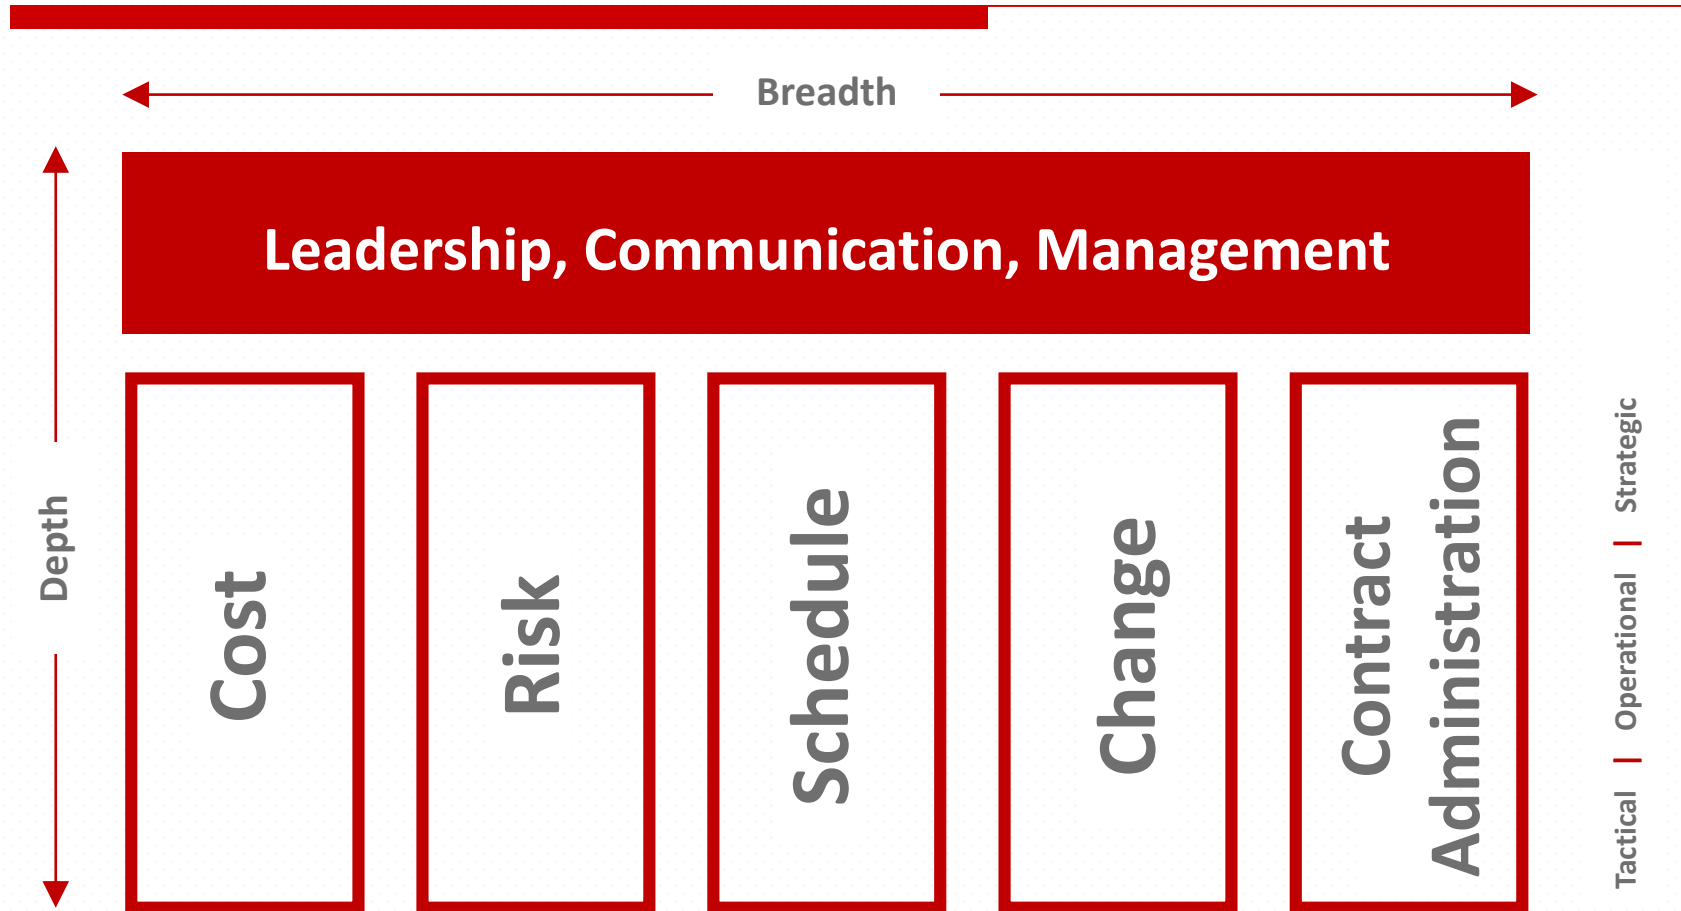 Breadth
Leadership, Communication, Management
Depth
Cost
Risk
Schedule
Change
Contract
Administration
Tactical | Operational | Strategic